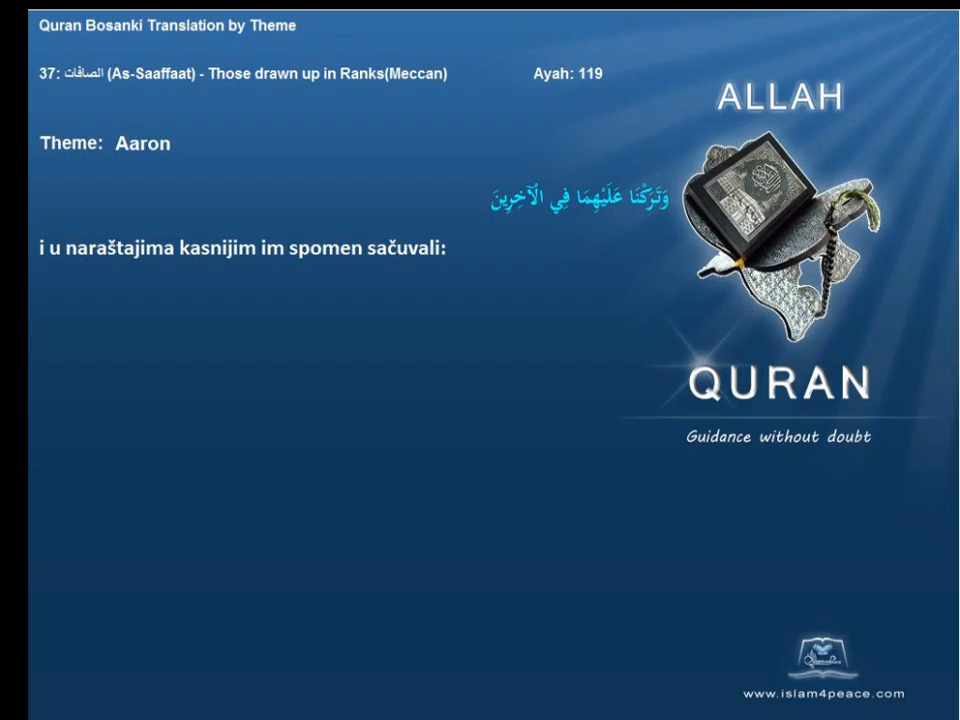 Quran Bosanki Translation by Theme
37: الصافات (As-Saaffaat) - Those drawn up in Ranks(Meccan) Ayah: 119
ALLAH
Theme: Aaron
وَتَرَكْنَا عَلَيْهِمَا فِي الْآخِرِينَ
i u naraštajima kasnijim im spomen sačuvali:
QURAN
Guidance without doubt
www.islam4peace.com